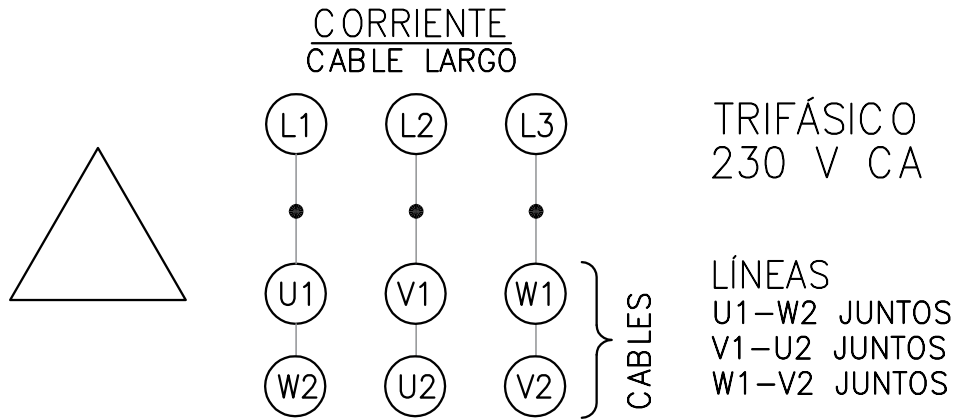 CORRIENTE
CABLE LARGO
L1 L2 L3
TRIFÁSICO
230 V CA
U1 V1 W1
W2 U2 V2
CABLES
LÍNEAS
U1-W2 JUNTOS
V1-U2 JUNTOS
W1-V2 JUNTOS